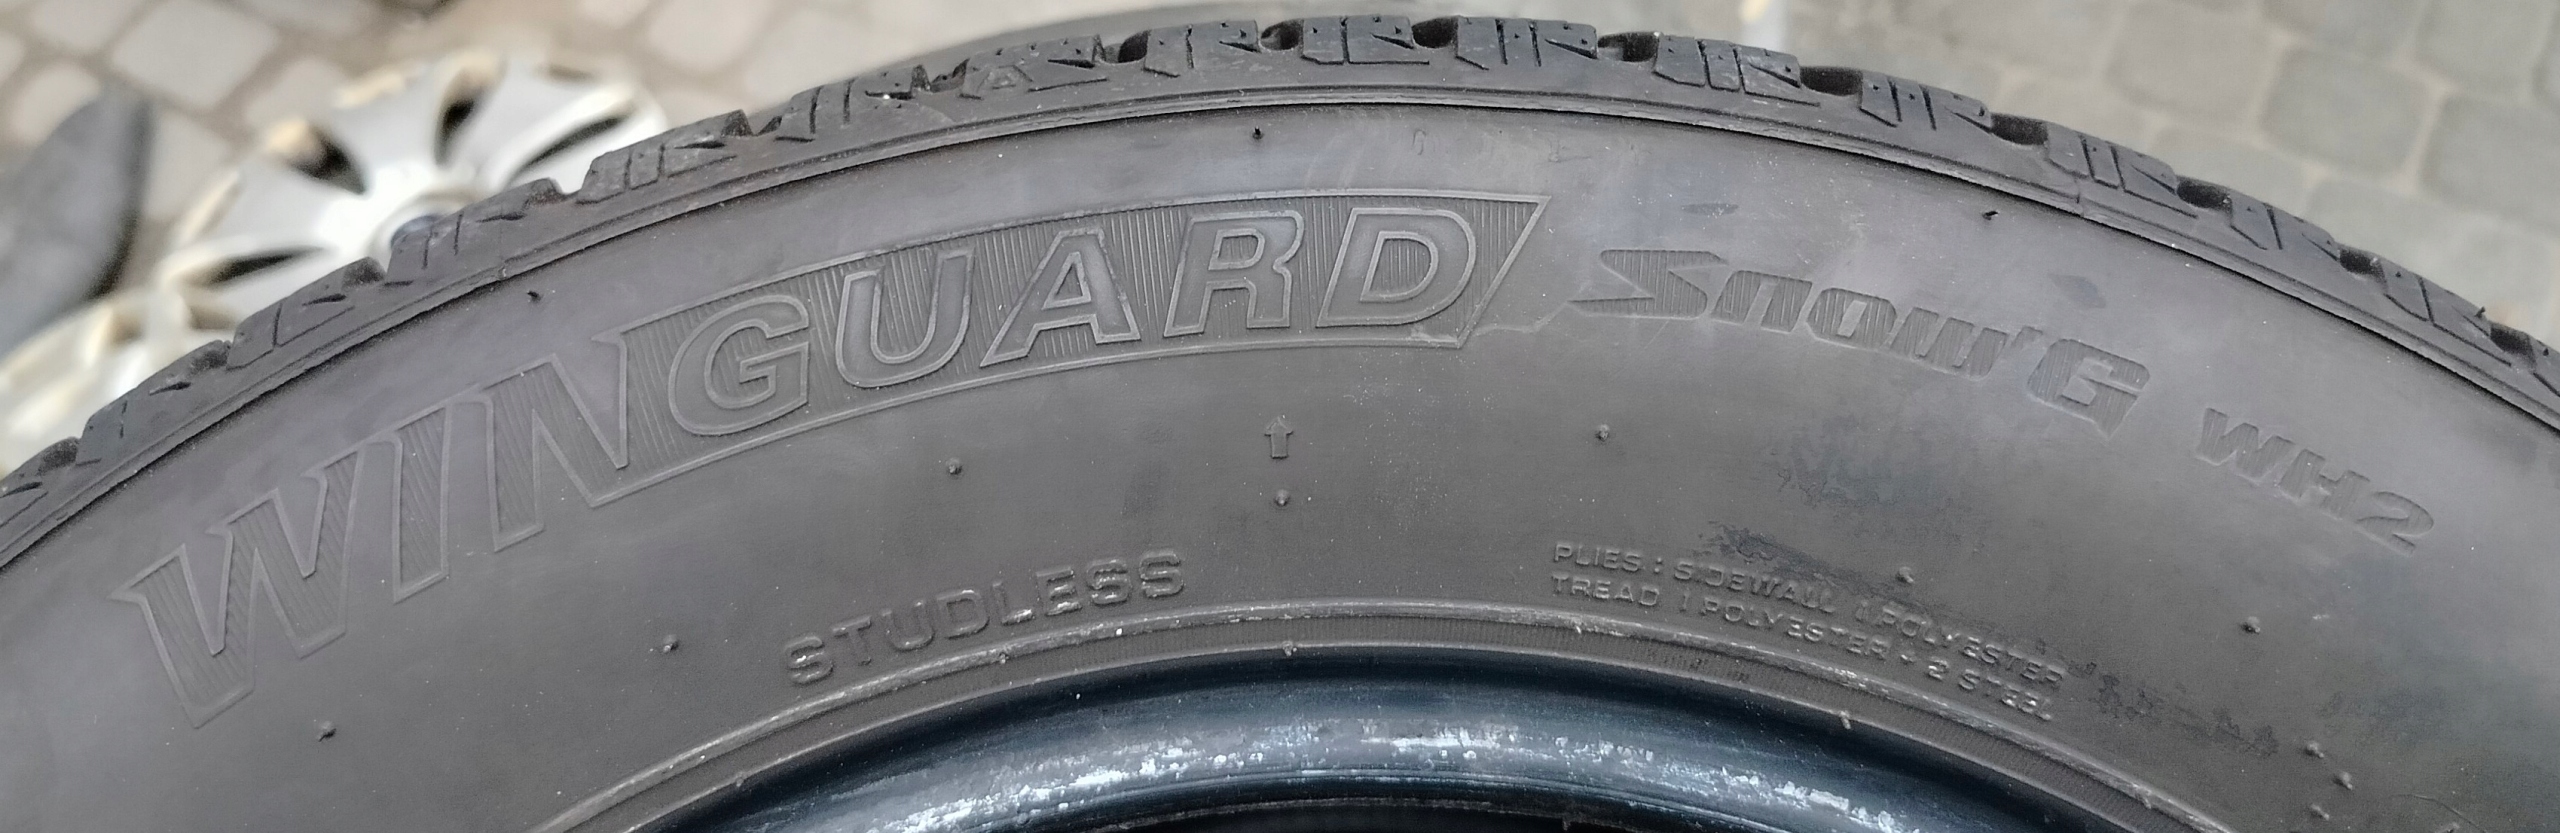 WINGUARD Snow'G WH2
STUDLESS
PLIES : SIDEWALL 1 POLYESTER
TREAD 1 POLYESTER + 2 STEEL